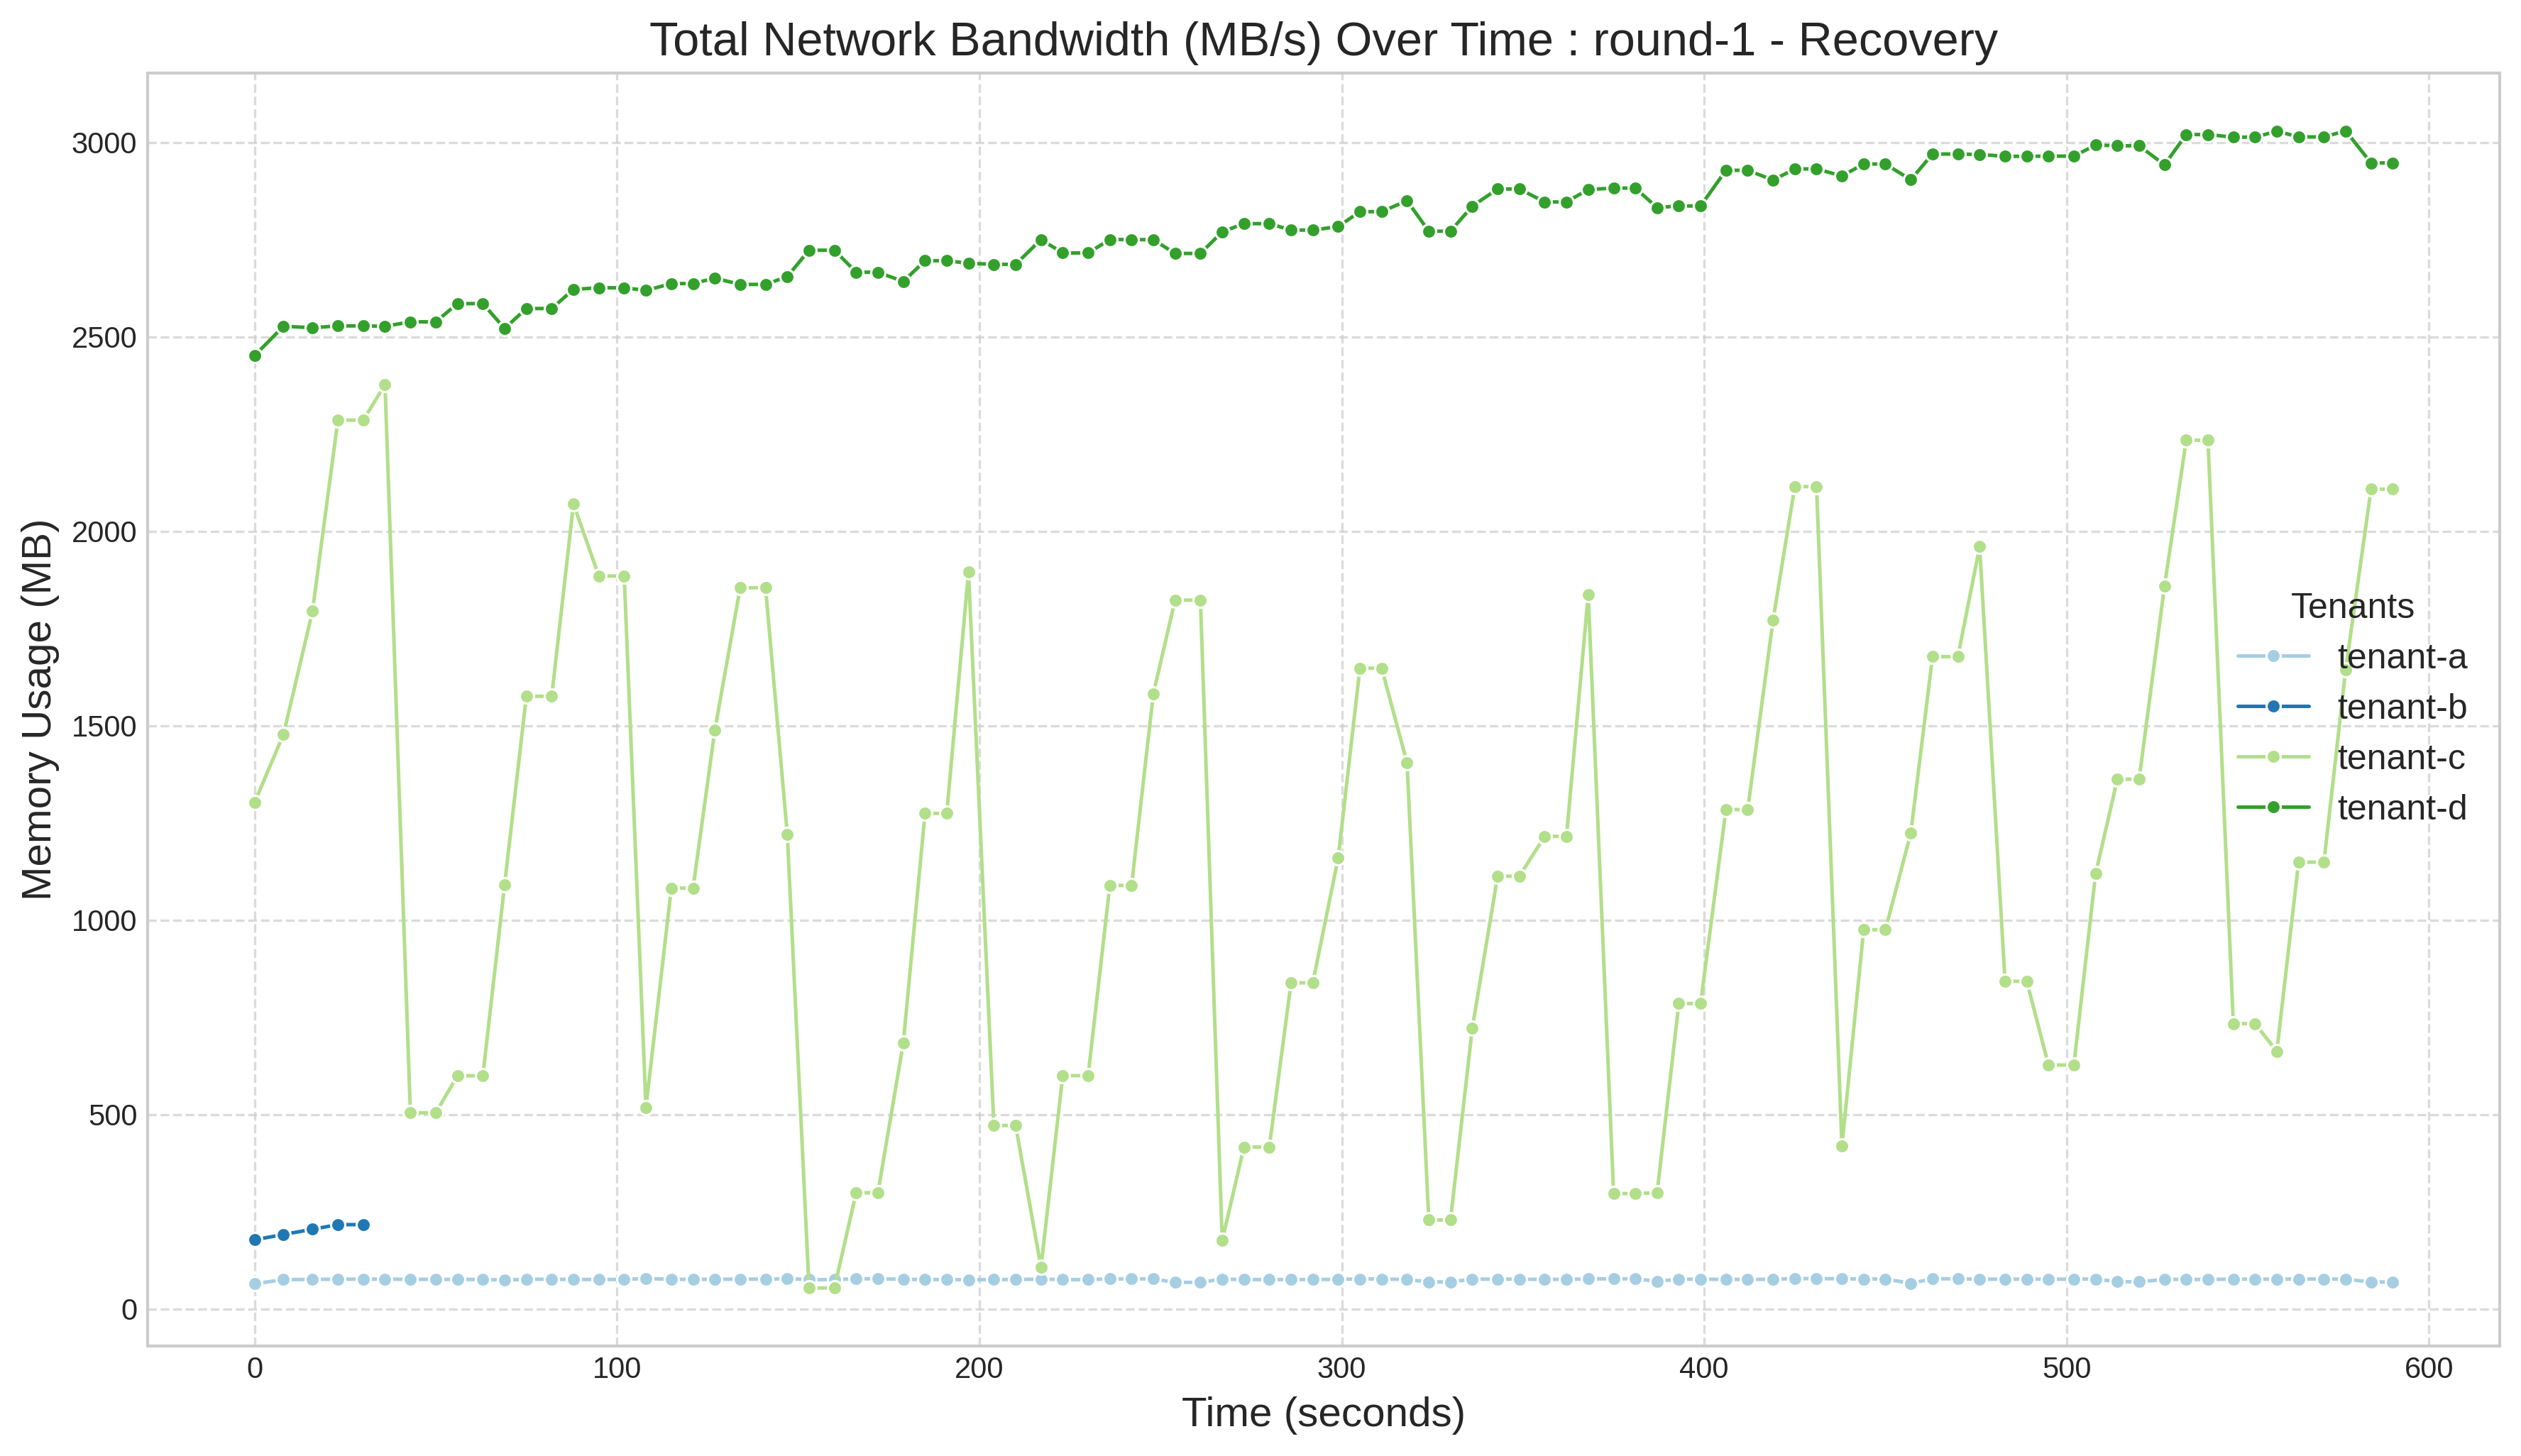 Total Network Bandwidth (MB/s) Over Time : round-1 - Recovery
Memory Usage (MB)
3000
2500
2000
1500
1000
500
0
Tenants
tenant-a
tenant-b
tenant-c
tenant-d
0 100 200 300 400 500 600
Time (seconds)